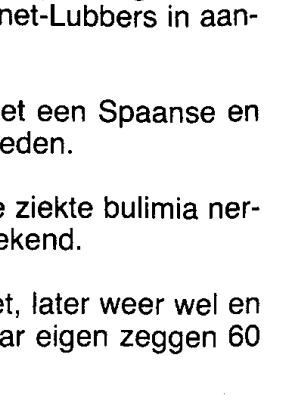 net-Lubbers in aan-
et een Spaanse en
eden.
ziekte bulimia ner-
ekend.
et, later weer wel en
ar eigen zeggen 60